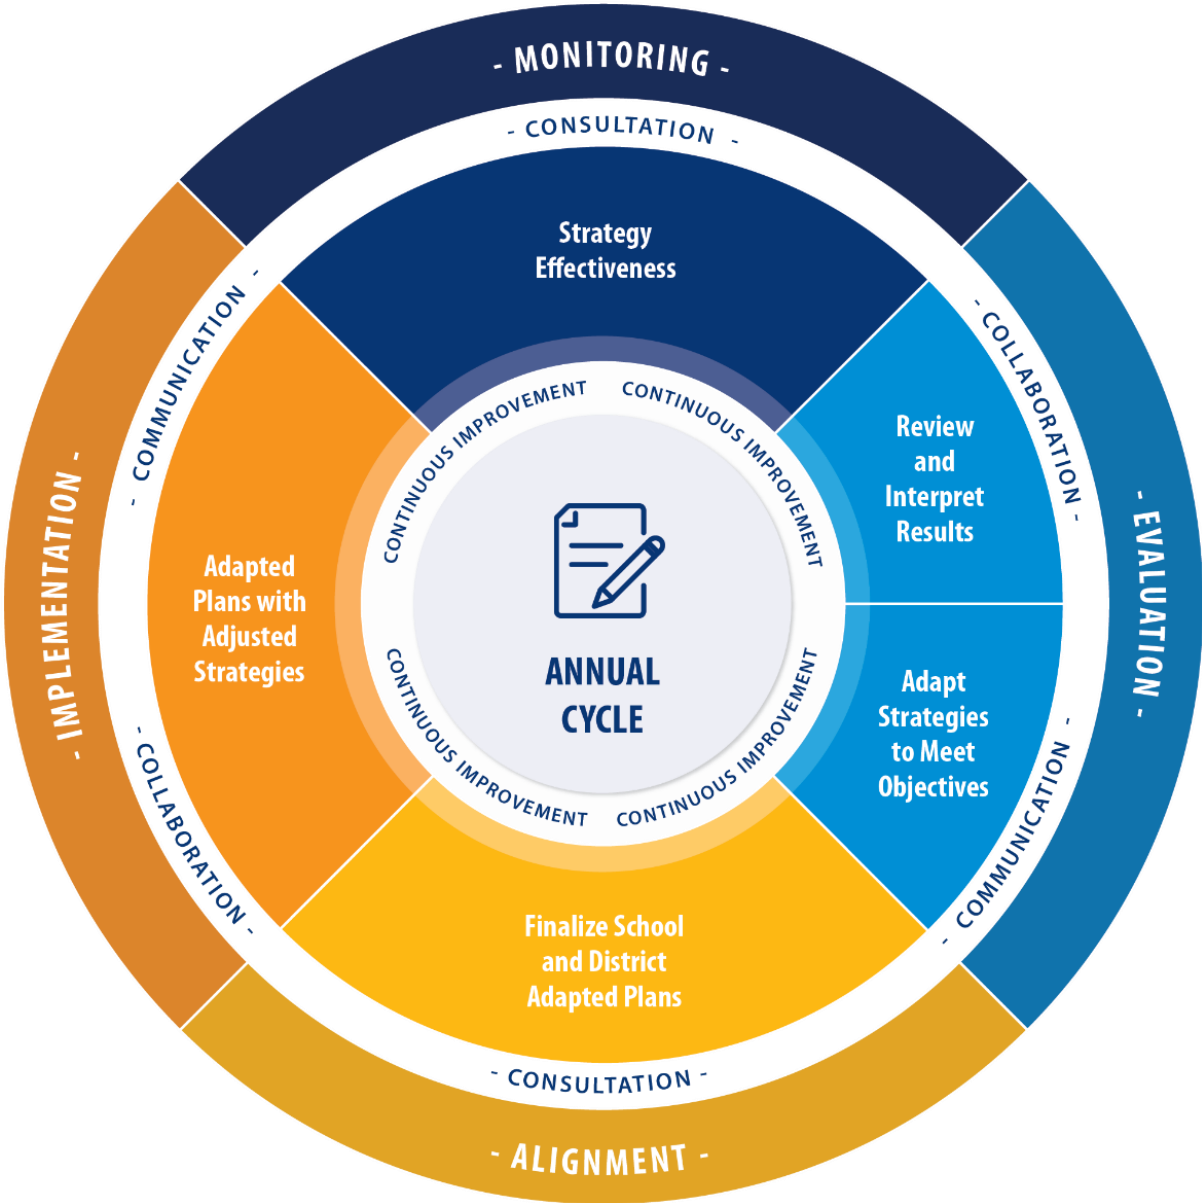 - MONITORING -
- CONSULTATION -
Strategy
Effectiveness
- COMMUNICATION -
- COLLABORATION -
CONTINUOUS IMPROVEMENT
CONTINUOUS IMPROVEMENT
Review
and
Interpret
Results
- EVALUATION -
- IMPLEMENTATION -
Adapted
Plans with
Adjusted
Strategies
ANNUAL
CYCLE
CONTINUOUS IMPROVEMENT
CONTINUOUS IMPROVEMENT
Adapt
Strategies
to Meet
Objectives
- COLLABORATION -
- COMMUNICATION -
Finalize School
and District
Adapted Plans
- CONSULTATION -
- ALIGNMENT -